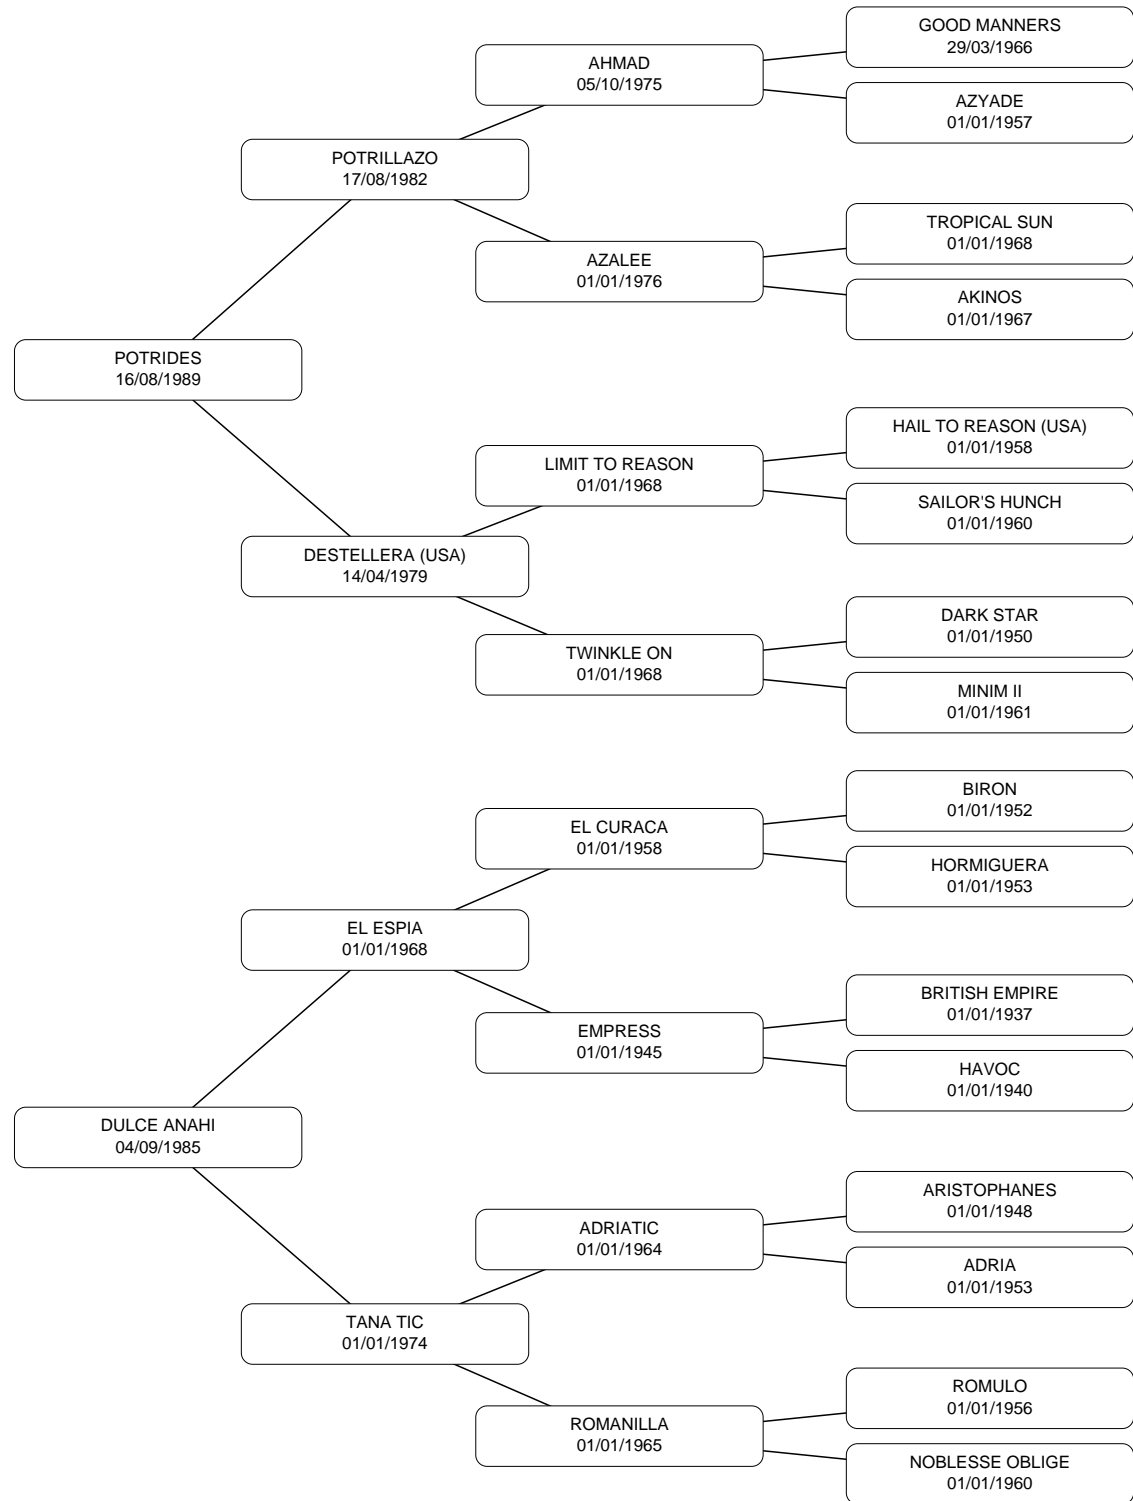 GOOD MANNERS
29/03/1966
AHMAD
05/10/1975
AZYADE
01/01/1957
POTRILLAZO
17/08/1982
TROPICAL SUN
01/01/1968
AZALEE
01/01/1976
AKINOS
01/01/1967
POTRIDES
16/08/1989
HAIL TO REASON (USA)
01/01/1958
LIMIT TO REASON
01/01/1968
SAILOR'S HUNCH
01/01/1960
DESTELLERA (USA)
14/04/1979
DARK STAR
01/01/1950
TWINKLE ON
01/01/1968
MINIM II
01/01/1961
BIRON
01/01/1952
EL CURACA
01/01/1958
HORMIGUERA
01/01/1953
EL ESPIA
01/01/1968
BRITISH EMPIRE
01/01/1937
EMPRESS
01/01/1945
HAVOC
01/01/1940
DULCE ANAHI
04/09/1985
ARISTOPHANES
01/01/1948
ADRIATIC
01/01/1964
ADRIA
01/01/1953
TANA TIC
01/01/1974
ROMULO
01/01/1956
ROMANILLA
01/01/1965
NOBLESSE OBLIGE
01/01/1960